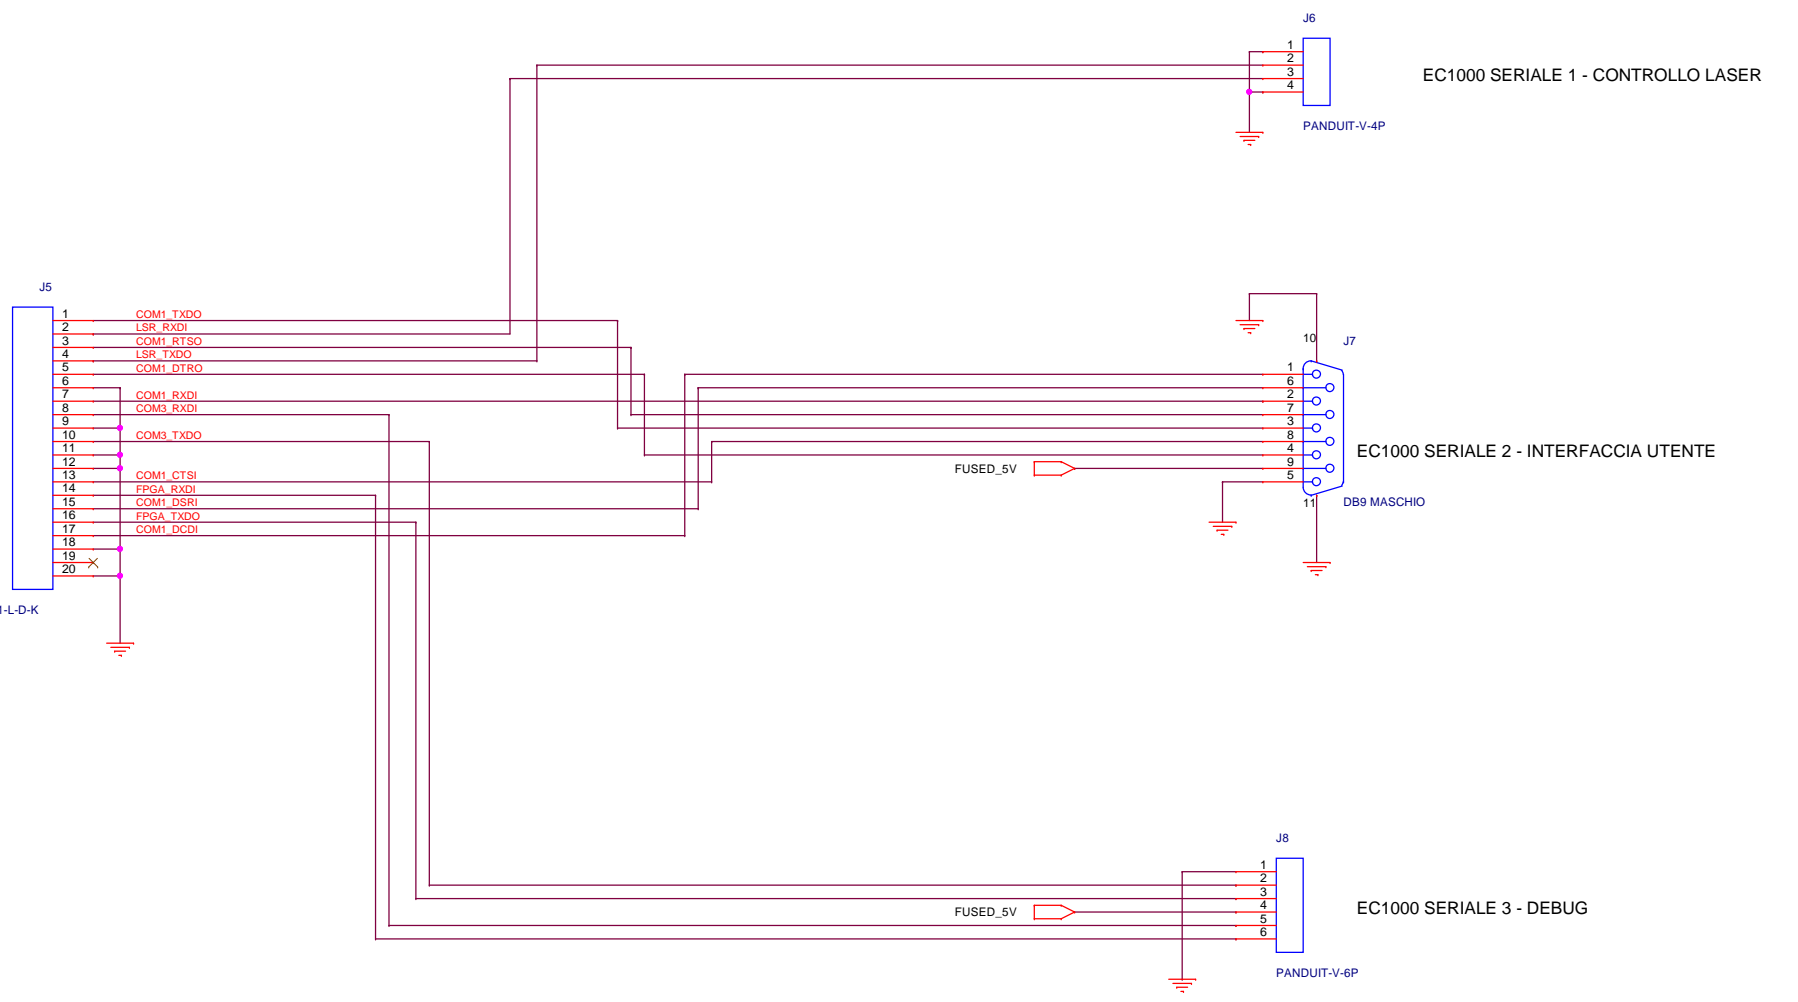 J6
1
2
3
4
EC1000 SERIALE 1 - CONTROLLO LASER
PANDUIT-V-4P
J5
1 COM1_TXDO
2 LSR_RXDI
3 COM1_RTSO
4 LSR_TXDO
5 COM1_DTRO
6
7 COM1_RXDI
8 COM3_RXDI
9
10 COM3_TXDO
11
12
13 COM1_CTSI
14 FPGA_RXDI
15 COM1_DSRI
16 FPGA_TXDO
17 COM1_DCDI
18
19
20
-L-D-K
10
J7
1
6
2
7
3
8
4
9
5
11
FUSED_5V
EC1000 SERIALE 2 - INTERFACCIA UTENTE
DB9 MASCHIO
J8
1
2
3
4
5
6
FUSED_5V
EC1000 SERIALE 3 - DEBUG
PANDUIT-V-6P